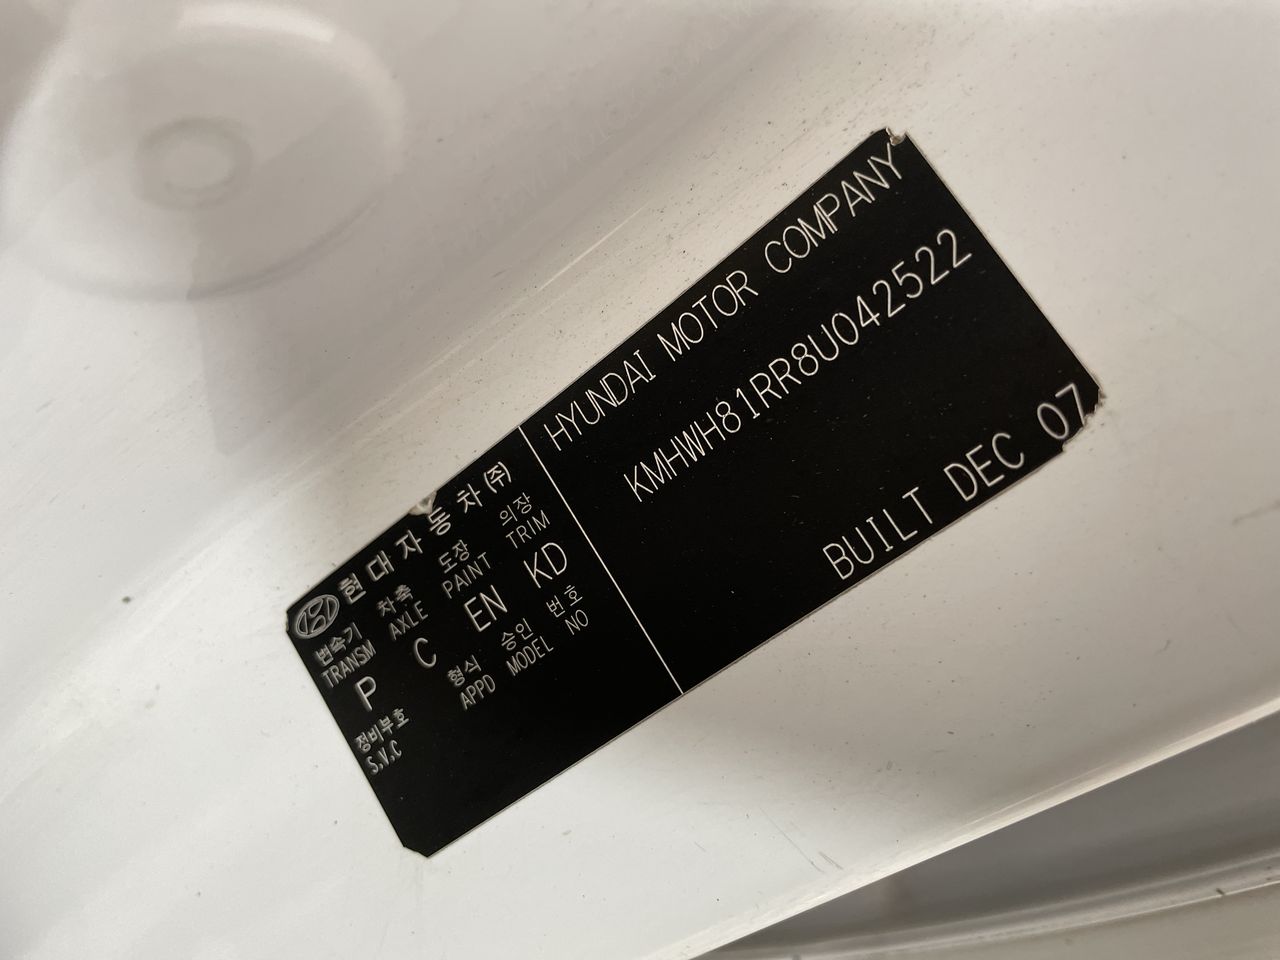 현대자동차(주)
변속기 차축 도장 의장
TRANSM AXLE PAINT TRIM
P C EN KD
정비부호 형식 승인 번호
S.V.C APPD MODEL NO
HYUNDAI MOTOR COMPANY
KMHWH81RR8U042522
BUILT DEC 07